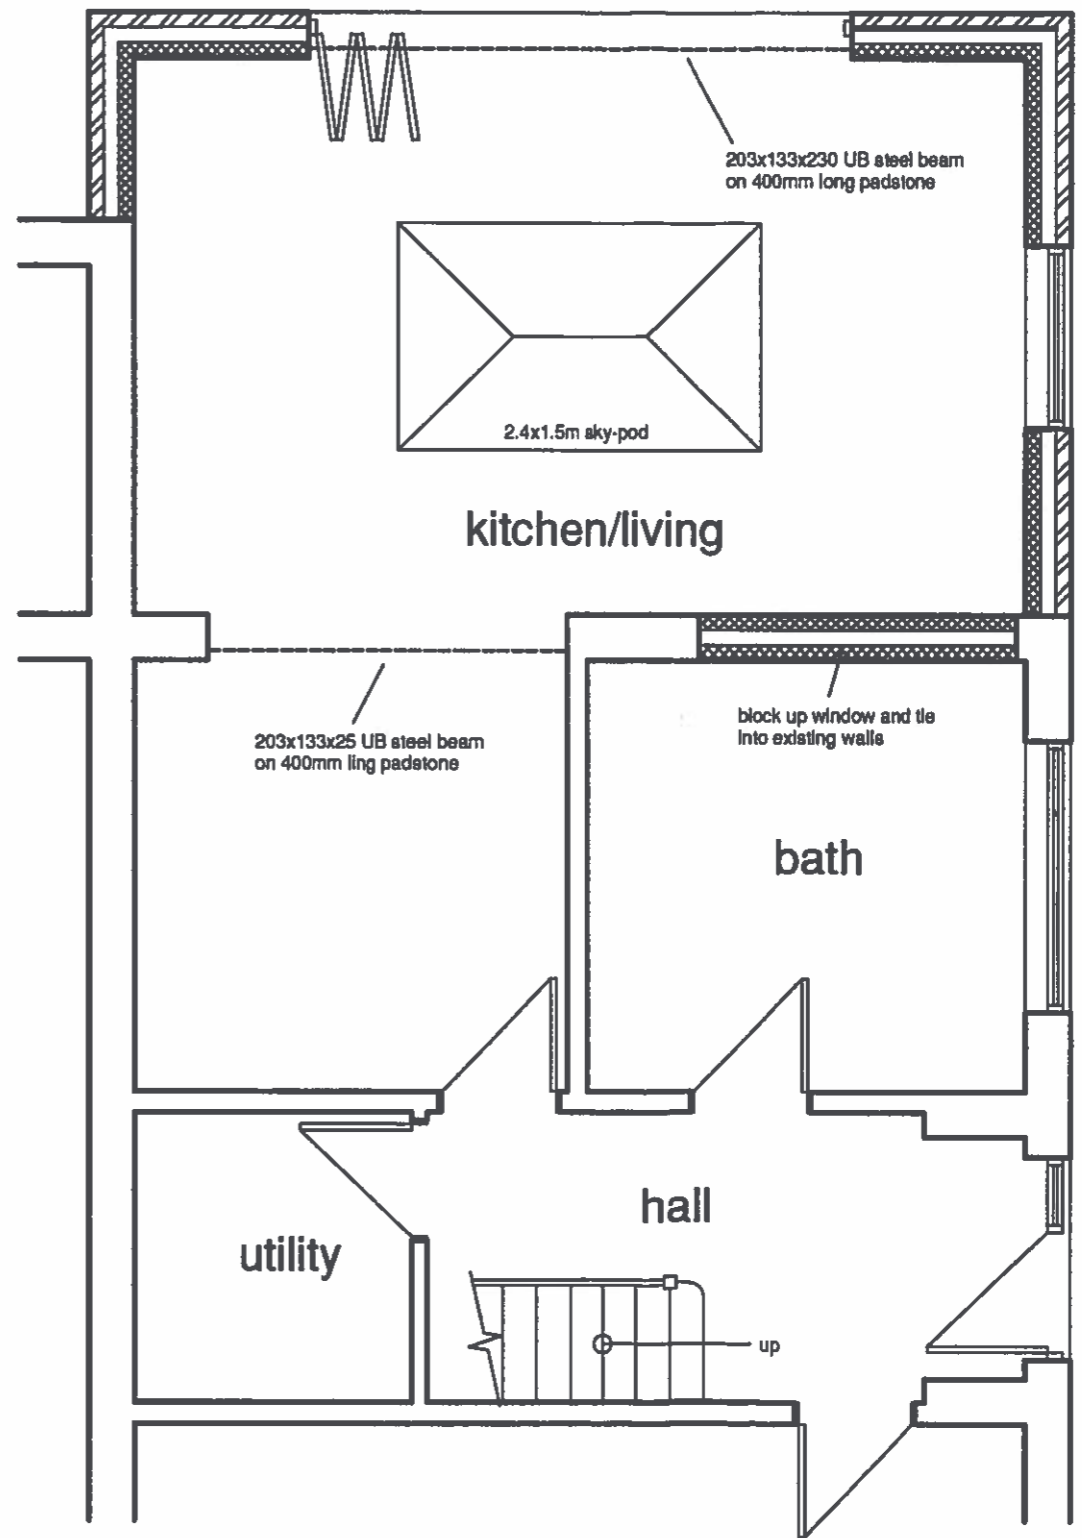 203x133x230 UB steel beam
on 400mm long padstone
2.4x1.5m sky-pod
kitchen/living
203x133x25 UB steel beam
on 400mm ling padstone
block up window and tie
into existing walls
bath
hall
utility
up